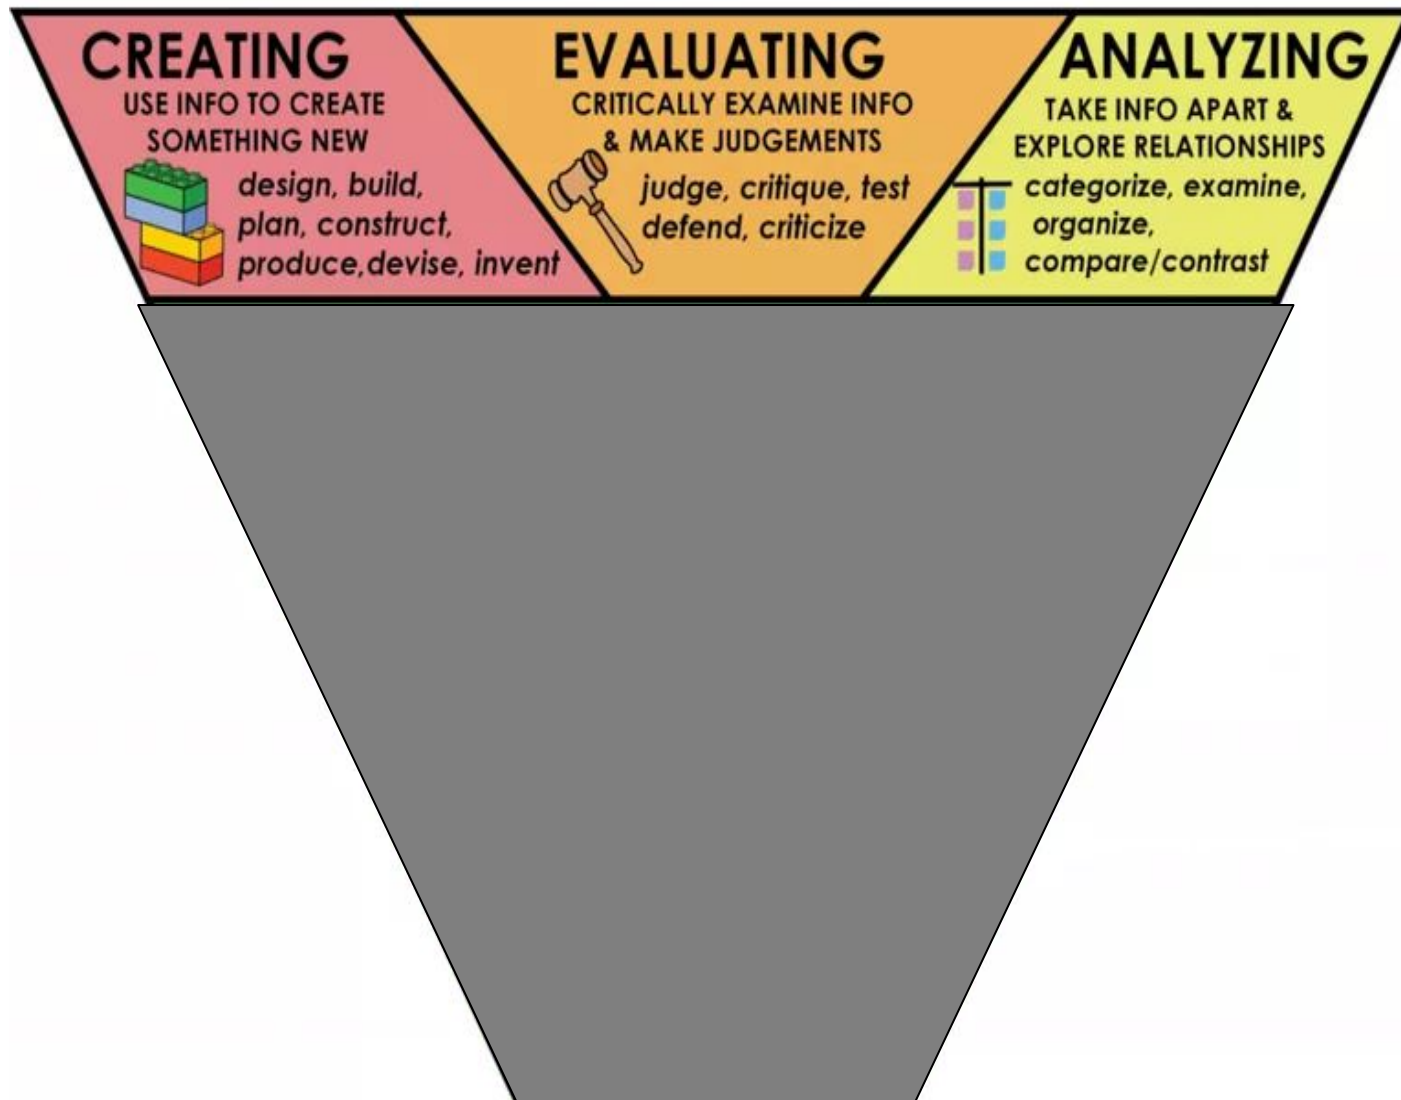 CREATING
USE INFO TO CREATE
SOMETHING NEW
design, build,
plan, construct,
produce,devise, invent
EVALUATING
CRITICALLY EXAMINE INFO
& MAKE JUDGEMENTS
judge, critique, test
defend, criticize
ANALYZING
TAKE INFO APART &
EXPLORE RELATIONSHIPS
categorize, examine,
organize,
compare/contrast